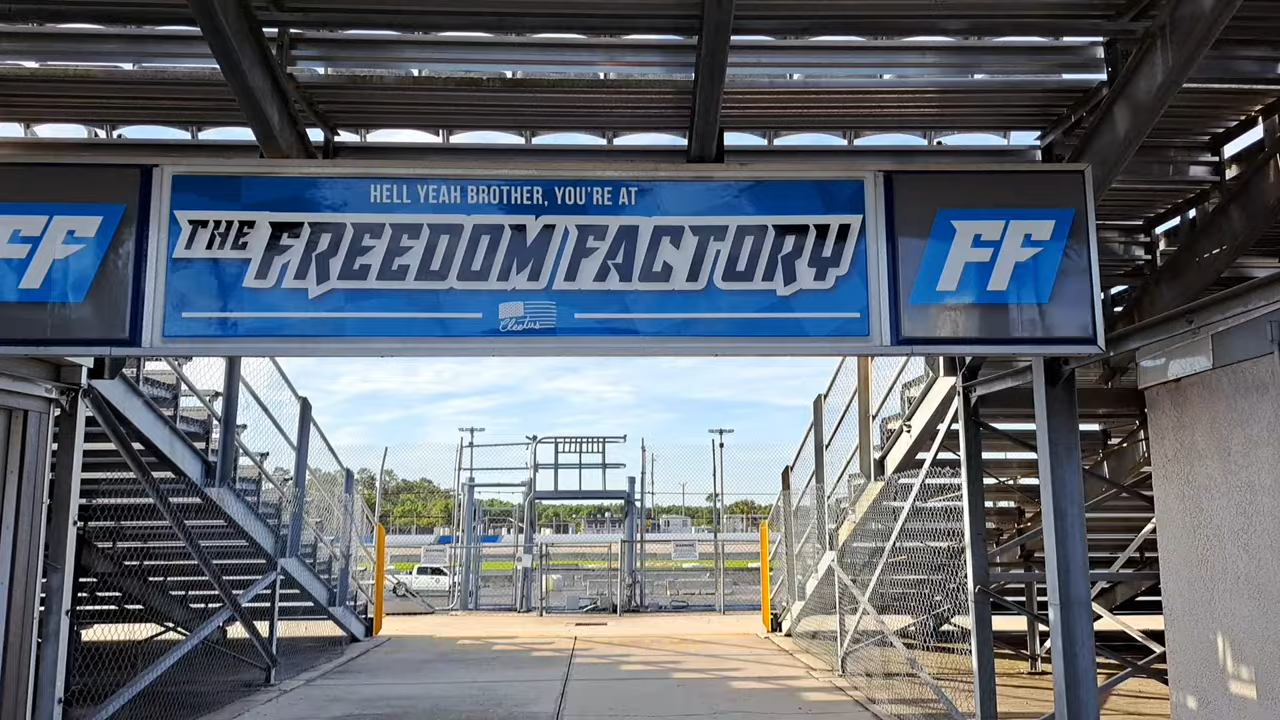 HELL YEAH BROTHER, YOU'RE AT
FF
THE FREEDOM FACTORY
FF
Cleetus